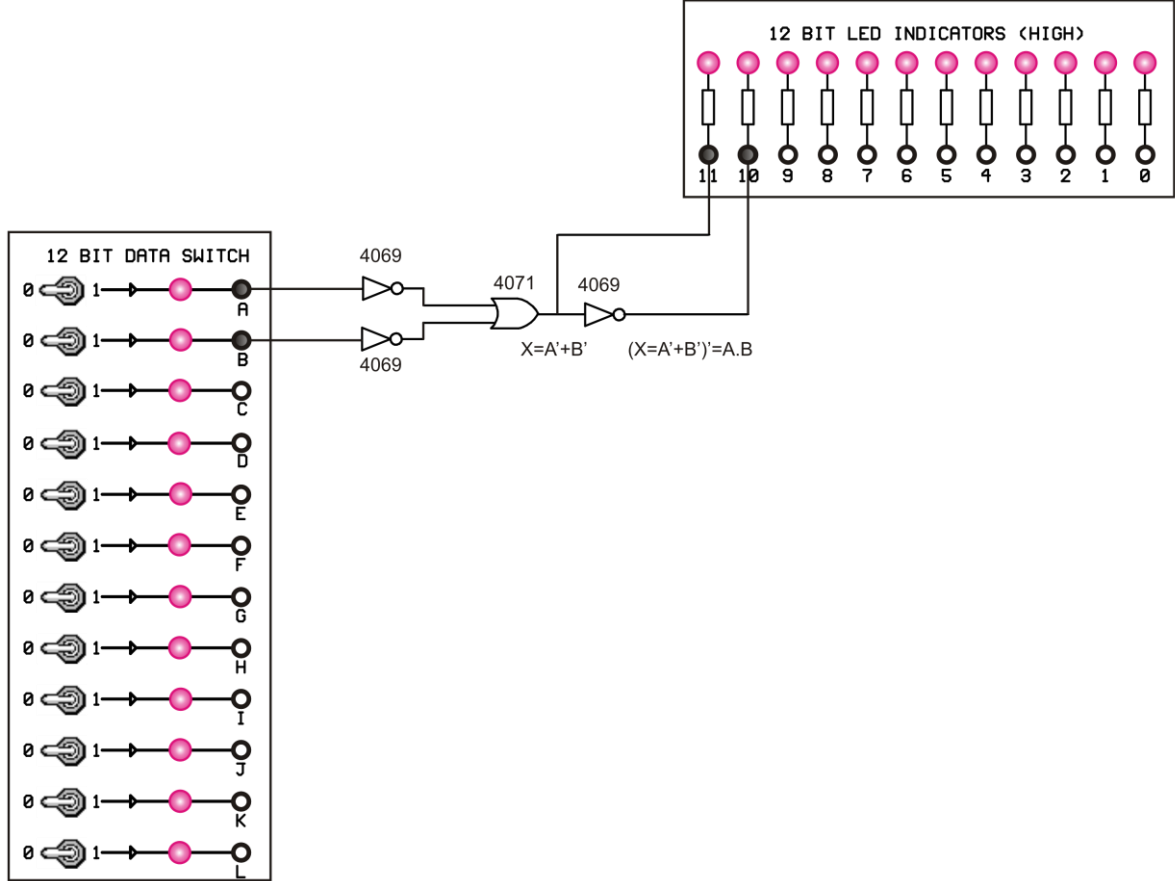 12 BIT LED INDICATORS (HIGH)
11 10 9 8 7 6 5 4 3 2 1 0
12 BIT DATA SWITCH
0 1 A
0 1 B
0 1 C
0 1 D
0 1 E
0 1 F
0 1 G
0 1 H
0 1 I
0 1 J
0 1 K
0 1 L
4069
4069
4071
4069
X=A'+B'
(X=A'+B')'=A.B